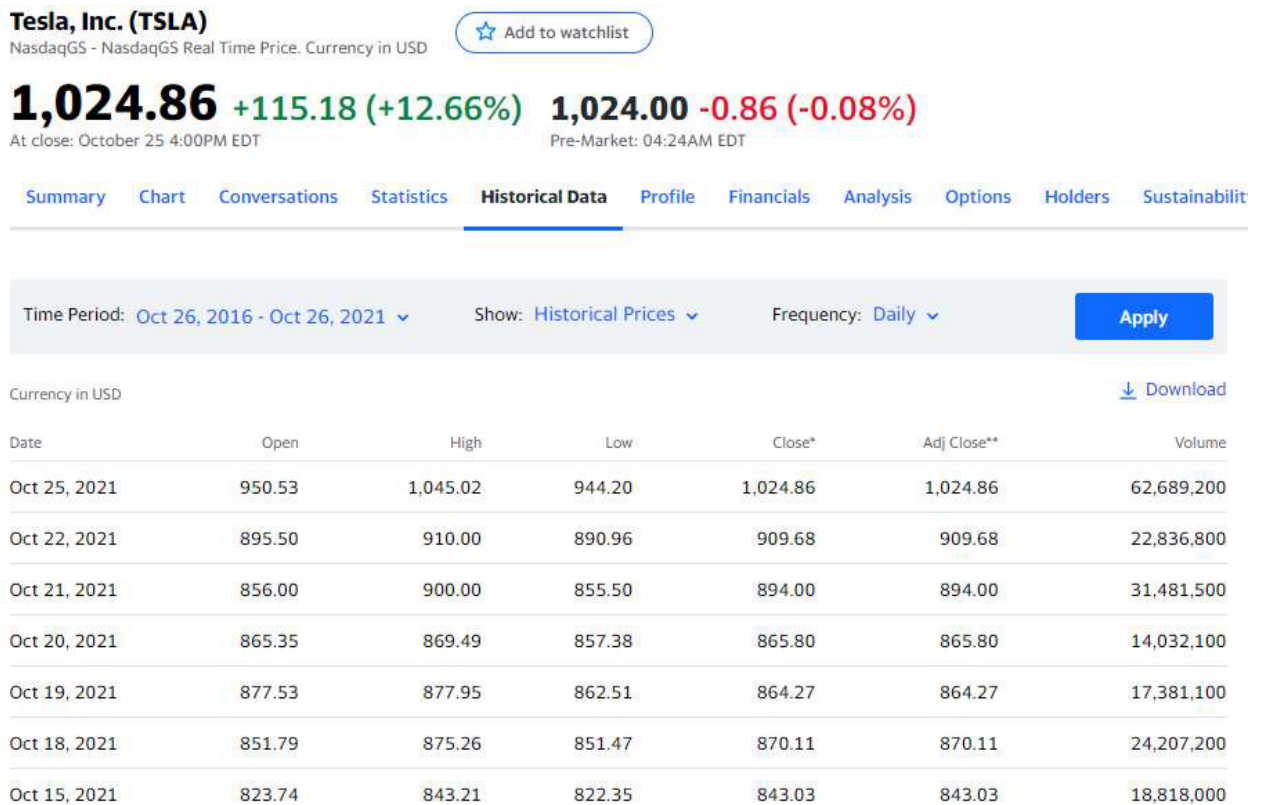 Tesla, Inc. (TSLA)
Add to watchlist
NasdaqGS - NasdaqGS Real Time Price. Currency in USD
1,024.86 +115.18 (+12.66%) 1,024.00 -0.86 (-0.08%)
At close: October 25 4:00PM EDT Pre-Market: 04:24AM EDT
Summary Chart Conversations Statistics Historical Data Profile Financials Analysis Options Holders Sustainabilit
Time Period: Oct 26, 2016 - Oct 26, 2021 Show: Historical Prices Frequency: Daily Apply
Currency in USD Download
Date Open High Low Close* Adj Close** Volume
Oct 25, 2021 950.53 1,045.02 944.20 1,024.86 1,024.86 62,689,200
Oct 22, 2021 895.50 910.00 890.96 909.68 909.68 22,836,800
Oct 21, 2021 856.00 900.00 855.50 894.00 894.00 31,481,500
Oct 20, 2021 865.35 869.49 857.38 865.80 865.80 14,032,100
Oct 19, 2021 877.53 877.95 862.51 864.27 864.27 17,381,100
Oct 18, 2021 851.79 875.26 851.47 870.11 870.11 24,207,200
Oct 15, 2021 823.74 843.21 822.35 843.03 843.03 18,818,000